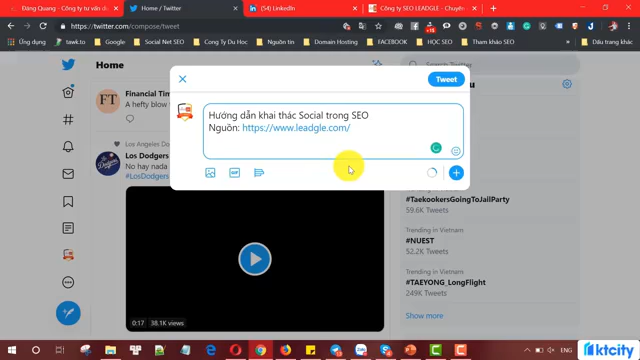 Đăng Quang - Công ty tư vấn c
Home / Twitter
(54) LinkedIn
Công ty SEO LEADGLE - Chuyên
https://twitter.com/compose/tweet
Ứng dụng
tawk.to
Google
Social Net SEO
Cong Ty Du Hoc
Nguồn tin
Domain Hosting
FACEBOOK
HỌC SEO
Tham khảo SEO
Dấu trang khác
Home
Search Twitter
Tweet
Financial Tim
A hefty blow t
FT
Hướng dẫn khai thác Social trong SEO
Nguồn: https://www.leadgle.com/
GIF
Los Angeles Do
Los Dodgers
No hay nada
#LosDodgers
#TaekookersGoingToJailParty
59.6K Tweets
Trending in Vietnam
#NUEST
52.2K Tweets
Trending in Vietnam
#TAEYONG_LongFlight
249K Tweets
Show more
0:17
38.1K views
ENG
ktcity